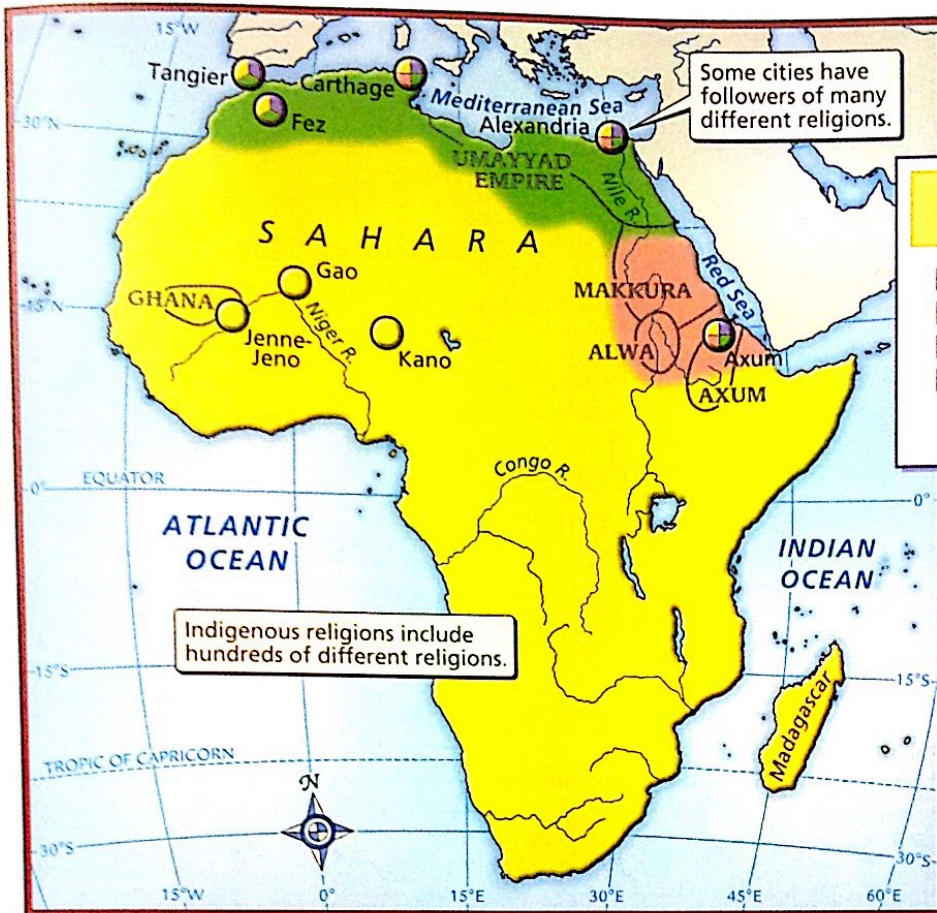 15°W
Tangier
Carthage
Mediterranean Sea
Some cities have
followers of many
different religions.
30°N
Fez
Alexandria
UMAYYAD
EMPIRE
Nile R.
SAHARA
Red Sea
Gao
GHANA
MAKKURA
Jenne-
Jeno
Niger R.
Kano
ALWA
Axum
AXUM
Congo R.
EQUATOR
0°
0°
ATLANTIC
OCEAN
INDIAN
OCEAN
Indigenous religions include
hundreds of different religions.
15°S
15°S
Madagascar
TROPIC OF CAPRICORN
N
30°S
30°S
15°W
0°
15°E
30°E
45°E
60°E